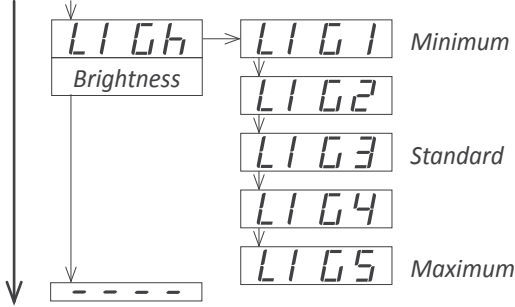 LIGh
Brightness
LIG1 Minimum
LIG2
LIG3 Standard
LIG4
LIG5 Maximum
----